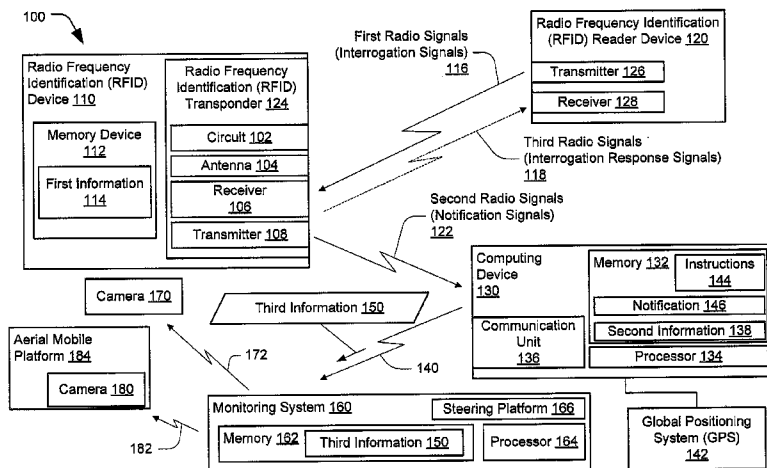 100
Radio Frequency
Identification (RFID)
Device 110
Memory Device
112
First Information
114
Radio Frequency
Identification (RFID)
Transponder
124
Circuit 102
Antenna 104
Receiver
106
Transmitter 108
First Radio Signals
(Interrogation Signals)
116
Radio Frequency Identification
(RFID) Reader Device 120
Transmitter 126
Receiver 128
Third Radio Signals
(Interrogation Response Signals)
118
Second Radio Signals
(Notification Signals)
122
Computing
Device
130
Communication
Unit
136
Memory 132
Instructions
144
Notification 146
Second Information 138
Processor 134
Global Positioning
System (GPS)
142
Camera 170
Third Information 150
Aerial Mobile
Platform 184
Camera 180
172
140
182
Monitoring System 160
Steering Platform 166
Memory 162
Third Information 150
Processor 164